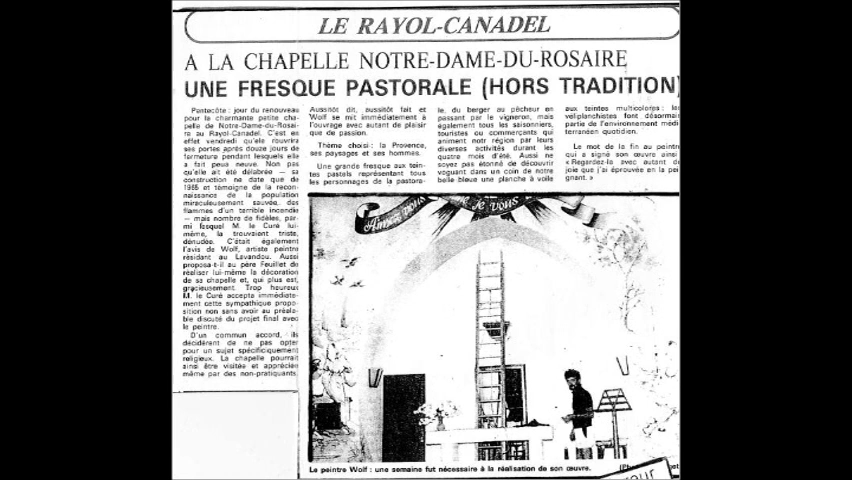 LE RAYOL-CANADEL
A LA CHAPELLE NOTRE-DAME-DU-ROSAIRE
UNE FRESQUE PASTORALE (HORS TRADITION)
Pantecôte : jour du renouveau
pour la charmante petite cha-
pelle de Notre-Dame-du-Rosai-
re au Rayol-Canadel. C'est en
effet vendredi qu'elle rouvrira
ses portes après douze jours de
fermeture pendant lesquels elle
a fait peau neuve. Non pas
qu'elle ait été délabrée — sa
construction ne date que de
1965 et témoigne de la recon-
naissance de la population
miraculeusement sauvée, des
flammes d'un terrible incendie
— mais nombre de fidèles, par-
mi lesquel M. le Curé lui-
même, la trouvaient triste,
dénudée. C'était également
l'avis de Wolf, artiste peintre
résidant au Lavandou. Aussi
proposa-t-il au père Feuillet de
réaliser lui-même la décoration
de sa chapelle et, qui plus est,
gracieusement. Trop heureux
M. le Curé accepta immédiate-
ment cette sympathique propo-
sition non sans avoir au préala-
ble discuté du projet final avec
le peintre.
D'un commun accord, ils
décidèrent de ne pas opter
pour un sujet spécifiquement
religieux. La chapelle pourrait
ainsi être visitée et appréciée
même par des non-pratiquants.
Aussitôt dit, aussitôt fait et
Wolf se mit immédiatement à
l'ouvrage avec autant de plaisir
que de passion.
Thème choisi : la Provence,
ses paysages et ses hommes.
Une grande fresque aux tein-
tes pastels représentant tous
les personnages de la pastora-
le, du berger au pêcheur en
passant par le vigneron, mais
également tous les saisonniers,
touristes ou commerçants qui
animent notr région par leurs
diverses activités durant les
quatre mois d'été. Aussi ne
soyez pas étonné de découvrir
voguant dans un coin de notre
belle bleue une planche à voile
aux teintes multicolores : les
véliplanchistes font désormais
partie de l'environnement médi-
terranéen quotidien.
Le mot de la fin au peintre
qui a signé son œuvre ainsi
« Regardez-la avec autant de
joie que j'ai éprouvée en la pei-
gnant. »
Aimez vous je vous
Le peintre Wolf : une semaine fut nécessaire à la réalisation de son œuvre.